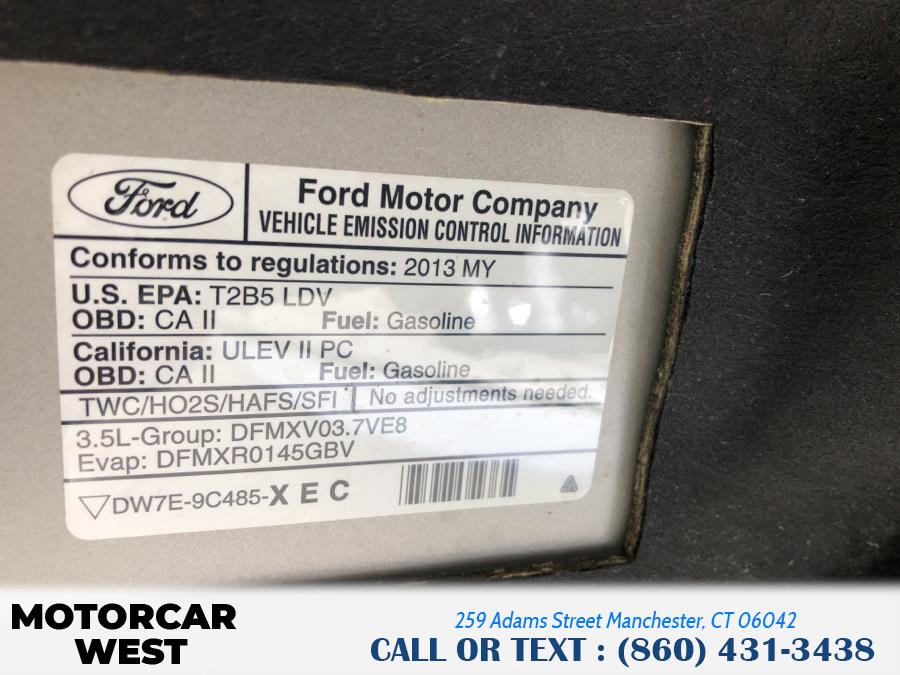 Ford
Ford Motor Company
VEHICLE EMISSION CONTROL INFORMATION
Conforms to regulations: 2013 MY
U.S. EPA: T2B5 LDV
OBD: CA II Fuel: Gasoline
California: ULEV II PC
OBD: CA II Fuel: Gasoline
TWC/HO2S/HAFS/SFI No adjustments needed.
3.5L-Group: DFMXV03.7VE8
Evap: DFMXR0145GBV
DW7E-9C485-X E C
MOTORCAR
WEST
259 Adams Street Manchester, CT 06042
CALL OR TEXT : (860) 431-3438